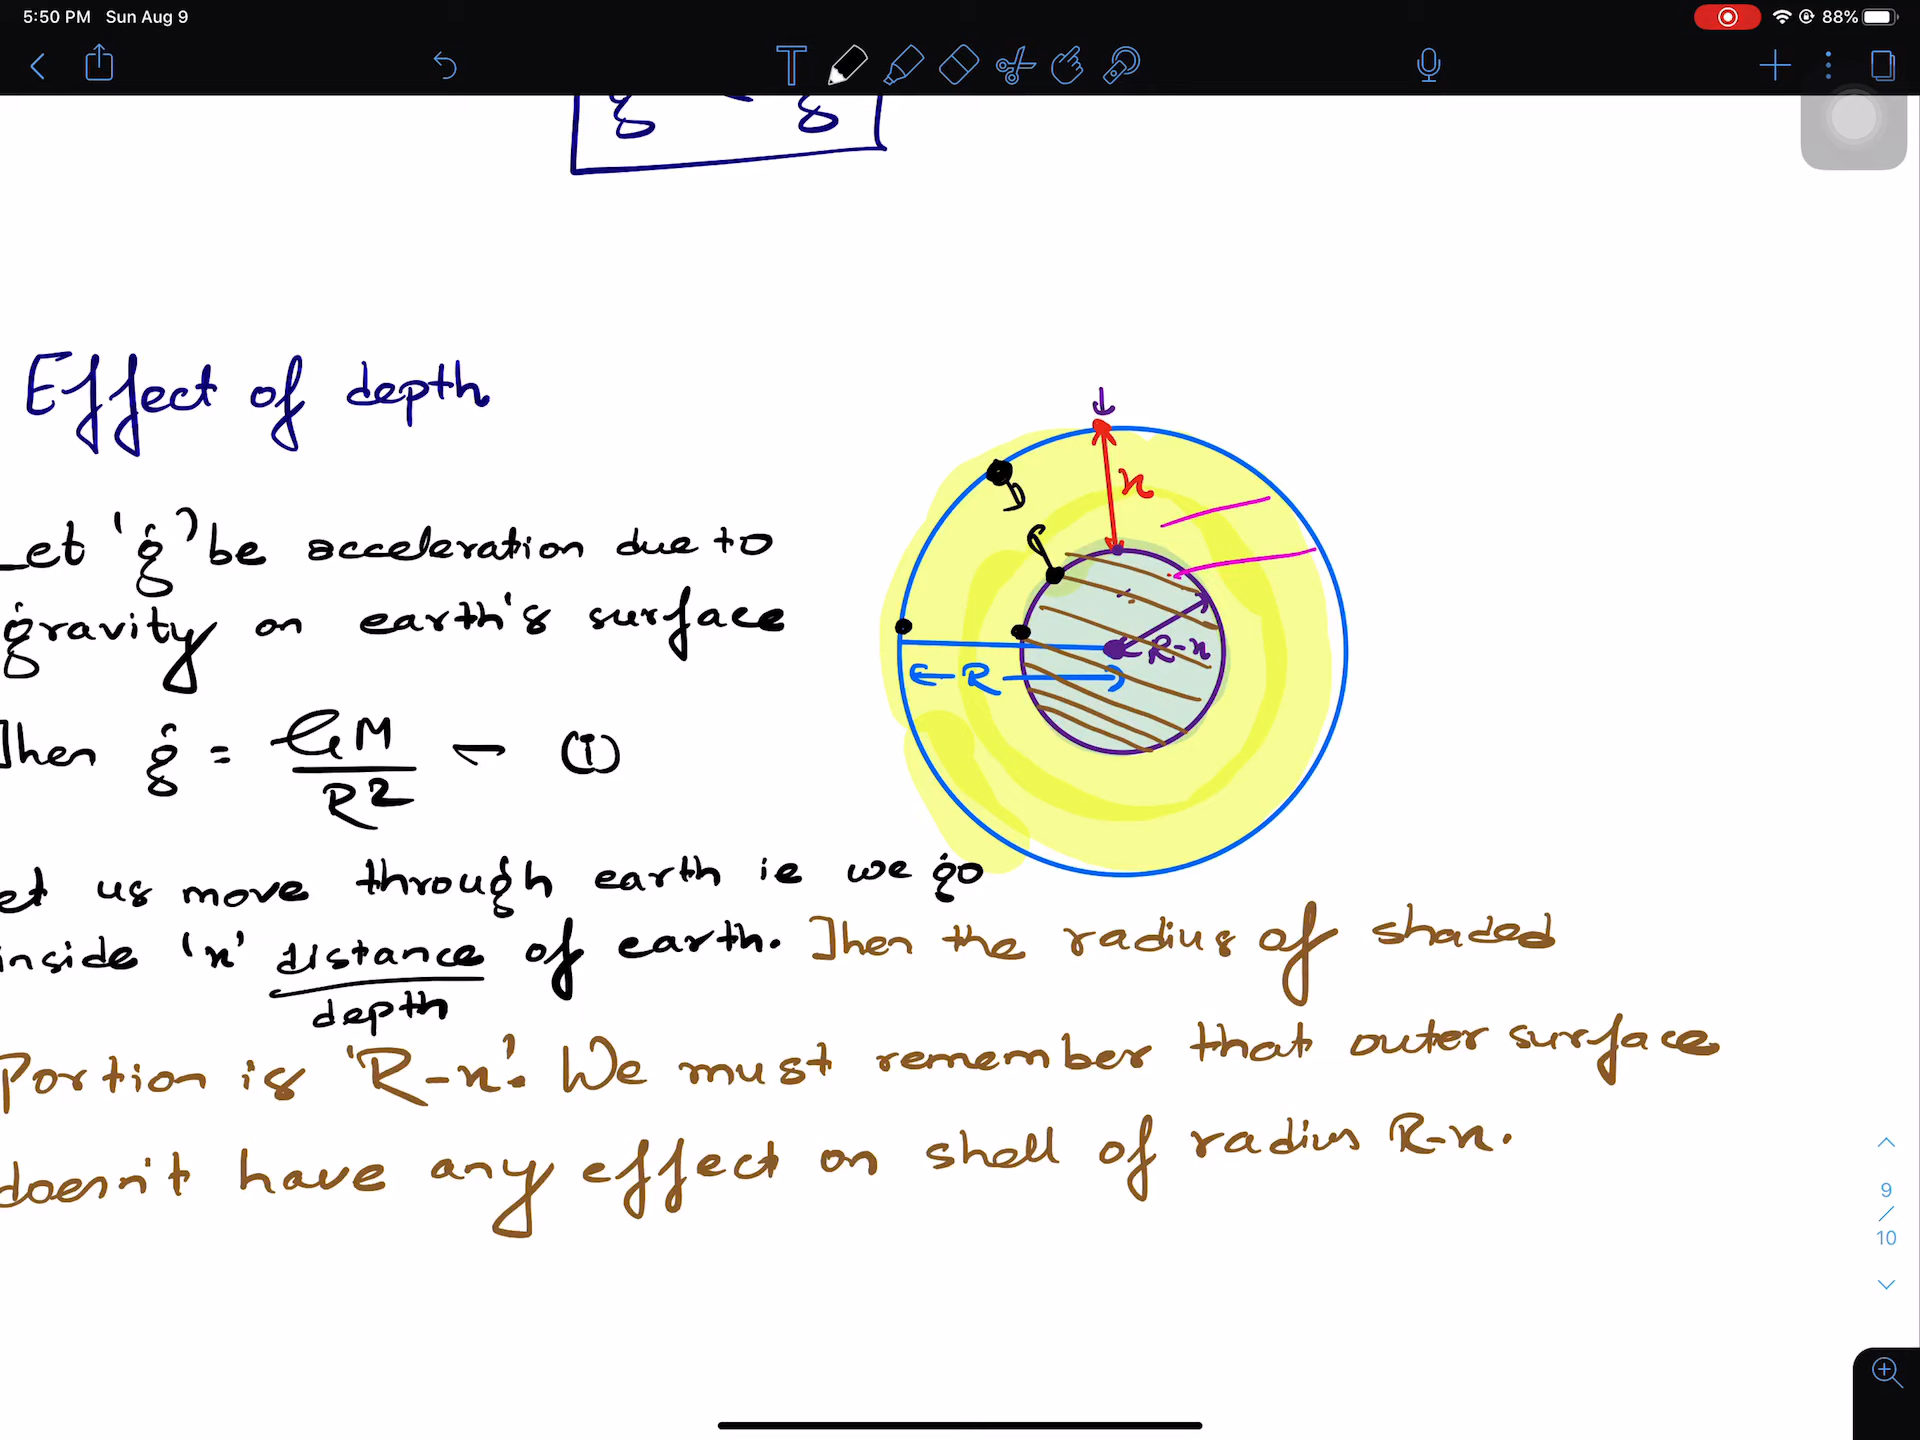 5:50 PM Sun Aug 9
88%
Effect of depth
Let 'g' be acceleration due to
gravity on earth's surface
Then g = GM/R² — (1)
let us move through earth ie we go
inside 'x' distance of earth. Then the radius of shaded
depth
Portion is 'R-x'. We must remember that outer surface
doesn't have any effect on shell of radius R-x.
x
P
R-x
R
9
/
10